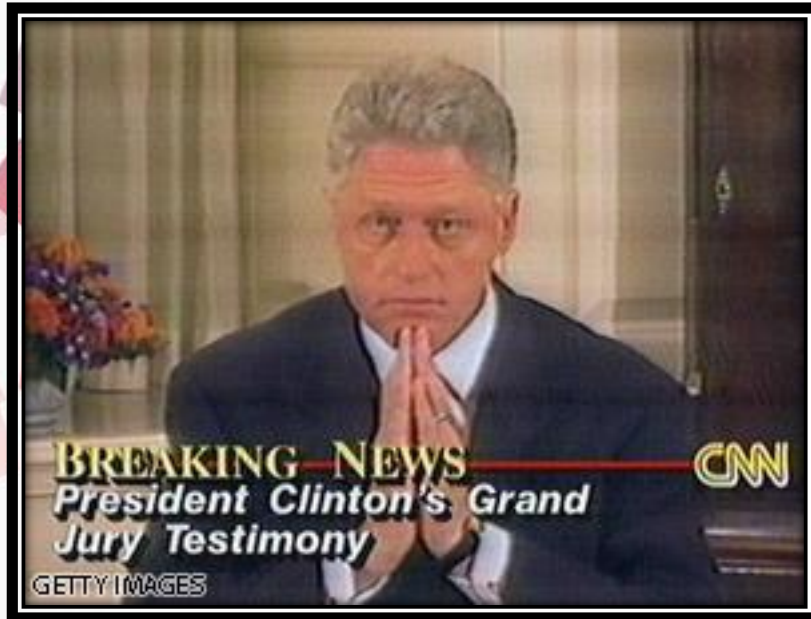 BREAKING NEWS CNN
President Clinton's Grand
Jury Testimony
GETTY IMAGES